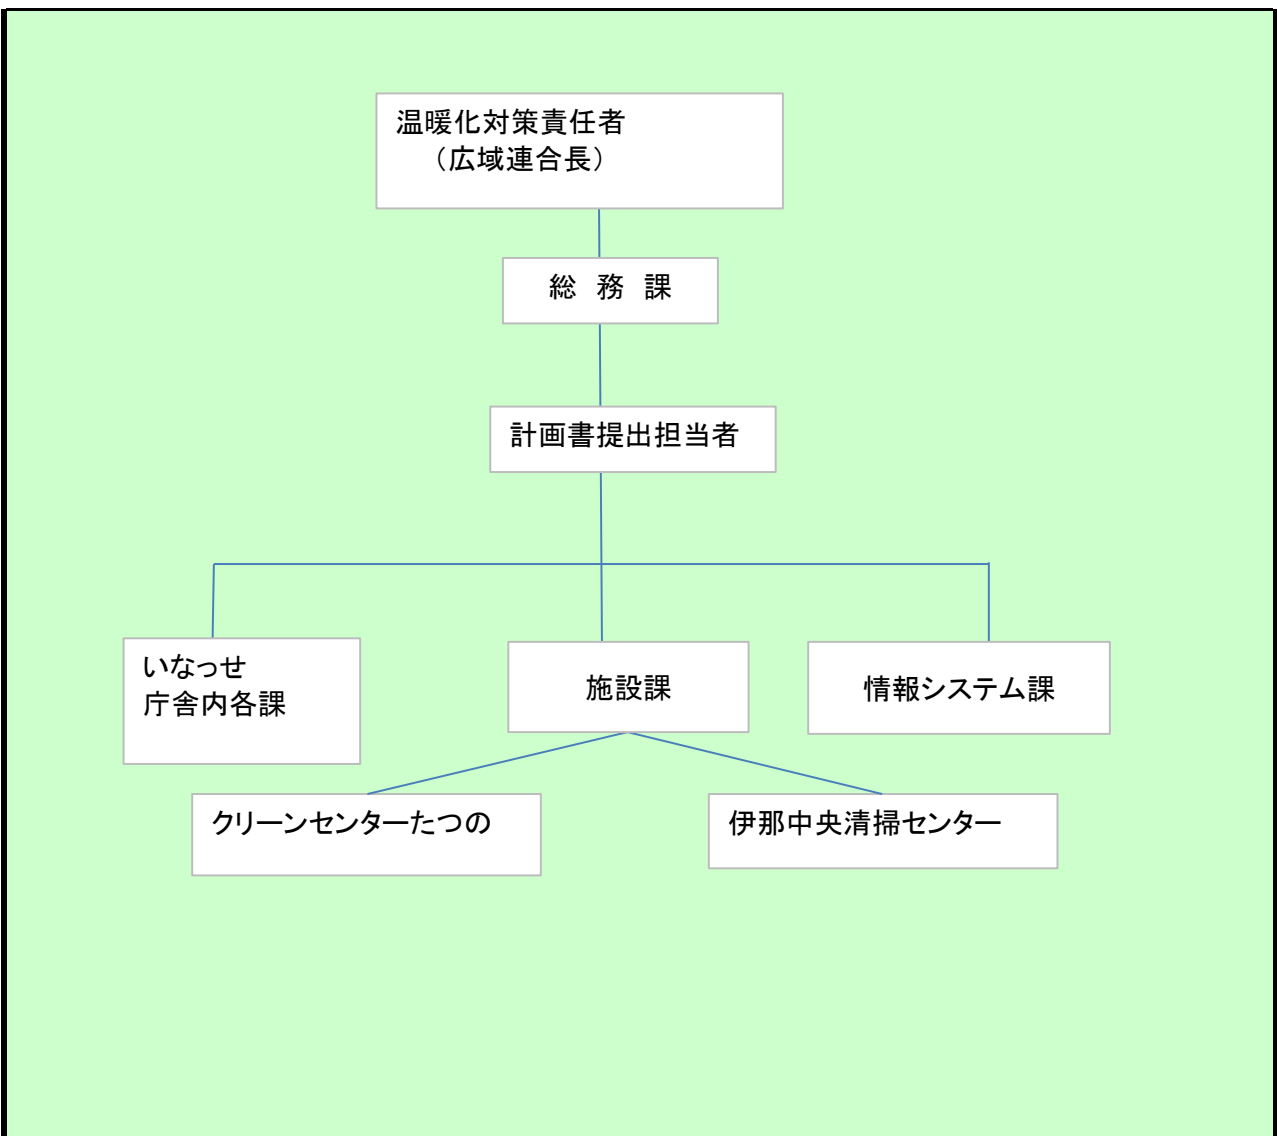 温暖化対策責任者
（広域連合長）
総　務　課
計画書提出担当者
いなっせ
庁舎内各課
施設課
情報システム課
クリーンセンターたつの
伊那中央清掃センター